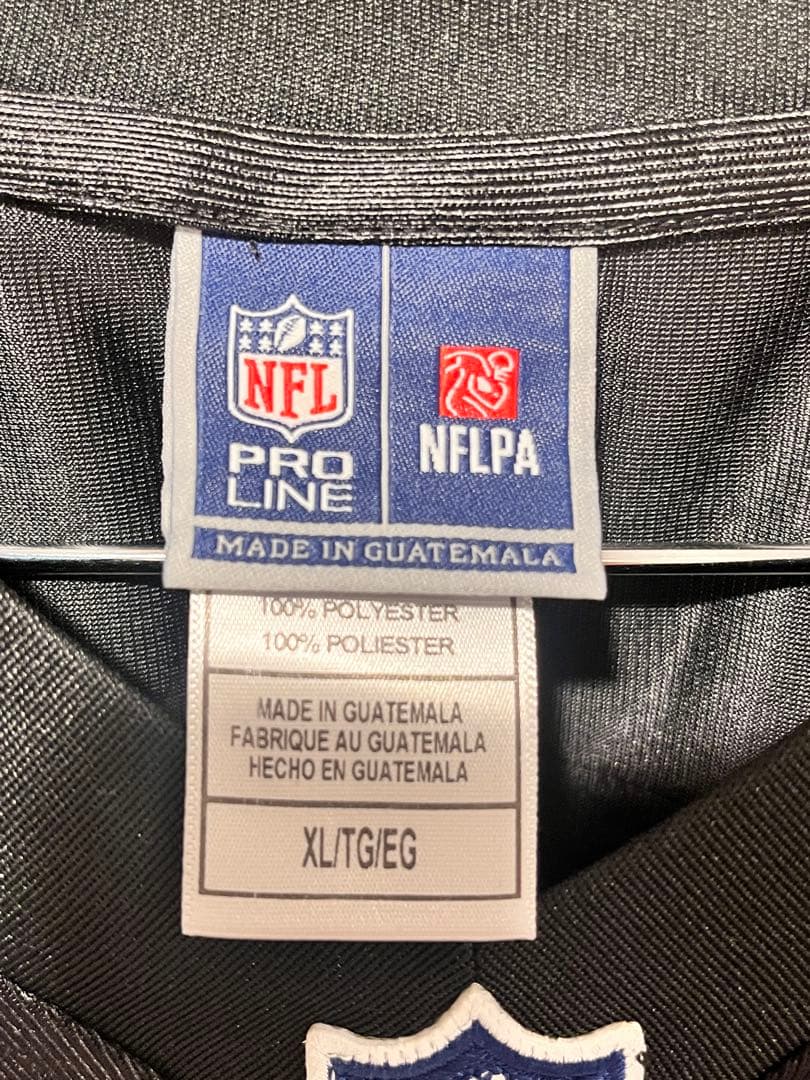 NFL
PRO
LINE
NFLPA
MADE IN GUATEMALA
100% POLYESTER
100% POLIESTER
MADE IN GUATEMALA
FABRIQUE AU GUATEMALA
HECHO EN GUATEMALA
XL/TG/EG